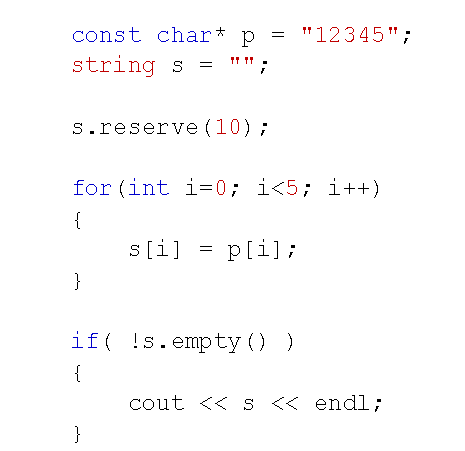 const char* p = "12345";
string s = "";
s.reserve(10);
for(int i=0; i<5; i++)
{
s[i] = p[i];
}
if( !s.empty() )
{
cout << s << endl;
}